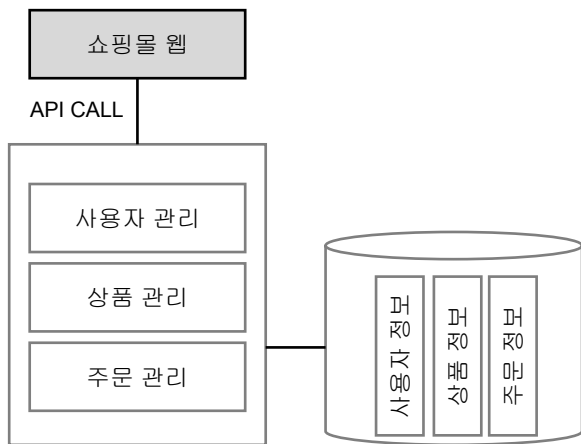 쇼핑몰 웹
API CALL
사용자 관리
상품 관리
주문 관리
사용자 정보
상품 정보
주문 정보